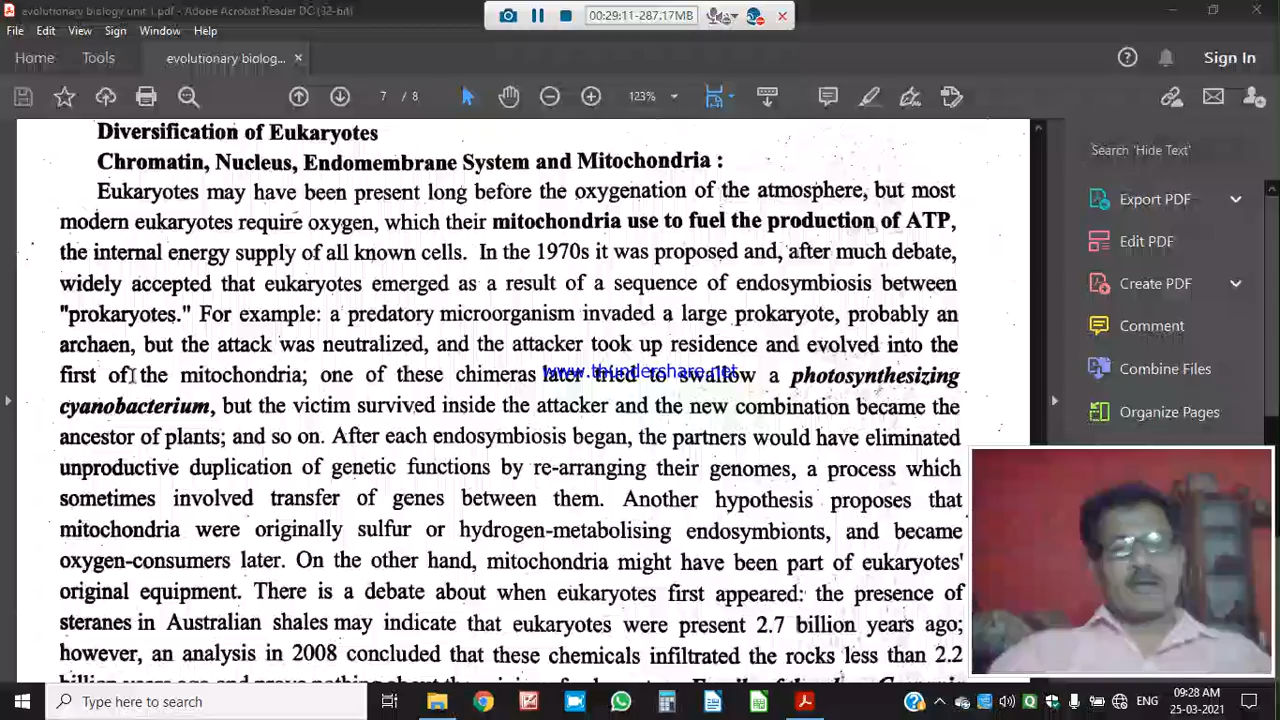 evolutionary biology unit 1.pdf - Adobe Acrobat Reader DC (32-bit)
00:29:11-287.17MB
File Edit View Sign Window Help
Home Tools evolutionary biolog... Sign In
7 / 8 123%
Diversification of Eukaryotes
Chromatin, Nucleus, Endomembrane System and Mitochondria :
Eukaryotes may have been present long before the oxygenation of the atmosphere, but most
modern eukaryotes require oxygen, which their mitochondria use to fuel the production of ATP,
the internal energy supply of all known cells. In the 1970s it was proposed and, after much debate,
widely accepted that eukaryotes emerged as a result of a sequence of endosymbiosis between
"prokaryotes." For example: a predatory microorganism invaded a large prokaryote, probably an
archaen, but the attack was neutralized, and the attacker took up residence and evolved into the
first of the mitochondria; one of these chimeras later tried to swallow a photosynthesizing
www.thundershare.net
cyanobacterium, but the victim survived inside the attacker and the new combination became the
ancestor of plants; and so on. After each endosymbiosis began, the partners would have eliminated
unproductive duplication of genetic functions by re-arranging their genomes, a process which
sometimes involved transfer of genes between them. Another hypothesis proposes that
mitochondria were originally sulfur or hydrogen-metabolising endosymbionts, and became
oxygen-consumers later. On the other hand, mitochondria might have been part of eukaryotes'
original equipment. There is a debate about when eukaryotes first appeared: the presence of
steranes in Australian shales may indicate that eukaryotes were present 2.7 billion years ago;
however, an analysis in 2008 concluded that these chemicals infiltrated the rocks less than 2.2
Search 'Hide Text'
Export PDF
Edit PDF
Create PDF
Comment
Combine Files
Organize Pages
Type here to search
ENG
09:28 AM
25-03-2021